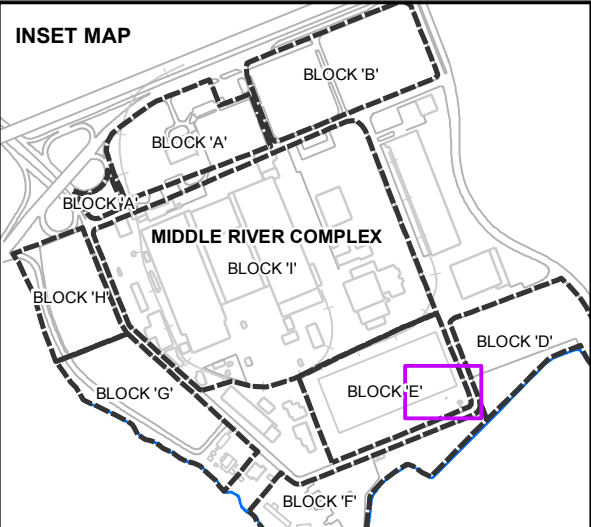 INSET MAP
BLOCK 'B'
BLOCK 'A'
BLOCK 'A'
MIDDLE RIVER COMPLEX
BLOCK 'I'
BLOCK 'H'
BLOCK 'D'
BLOCK 'G'
BLOCK 'E'
BLOCK 'F'